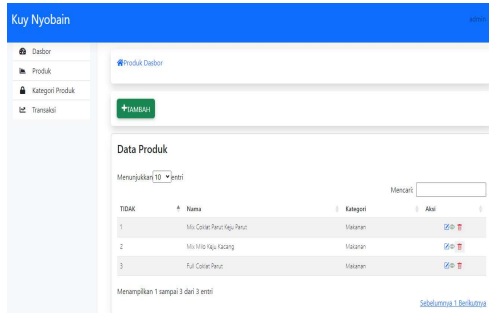 Kuy Nyobain
admin
Dasbor
Produk
Kategori Produk
Transaksi
Produk Dasbor
+TAMBAH
Data Produk
Menunjukkan 10 entri
Mencari:
TIDAK Nama Kategori Aksi
1 Mix Coklat Parut Keju Parut Makanan
2 Mix Milo Keju Kacang Makanan
3 Full Coklat Parut Makanan
Menampilkan 1 sampai 3 dari 3 entri
Sebelumnya 1 Berikutnya